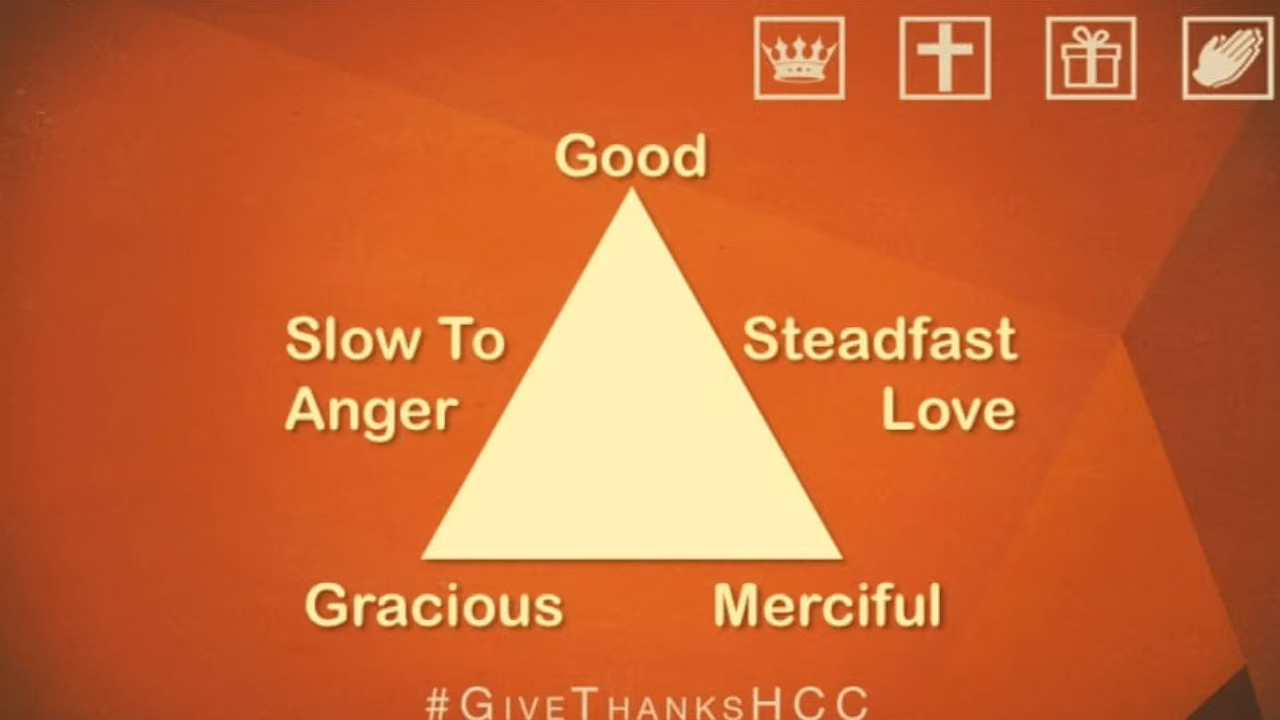 Good
Slow To
Anger
Steadfast
Love
Gracious
Merciful
#GIVETHANKSHCC